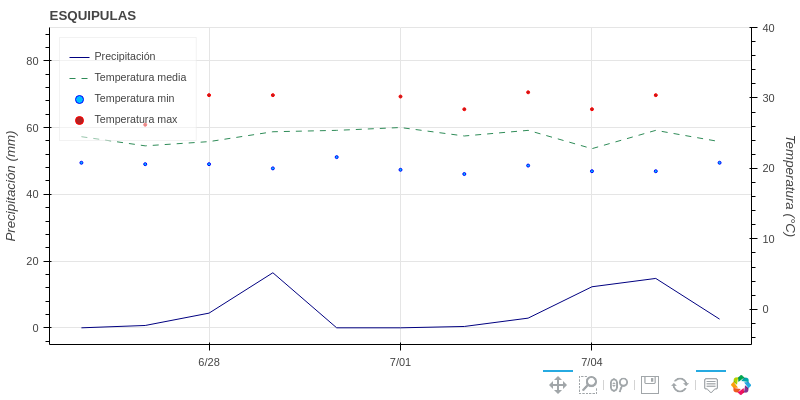 ESQUIPULAS
Precipitación
Temperatura media
Temperatura min
Temperatura max
Precipitación (mm)
80
60
40
20
0
Temperatura (°C)
40
30
20
10
0
6/28
7/01
7/04